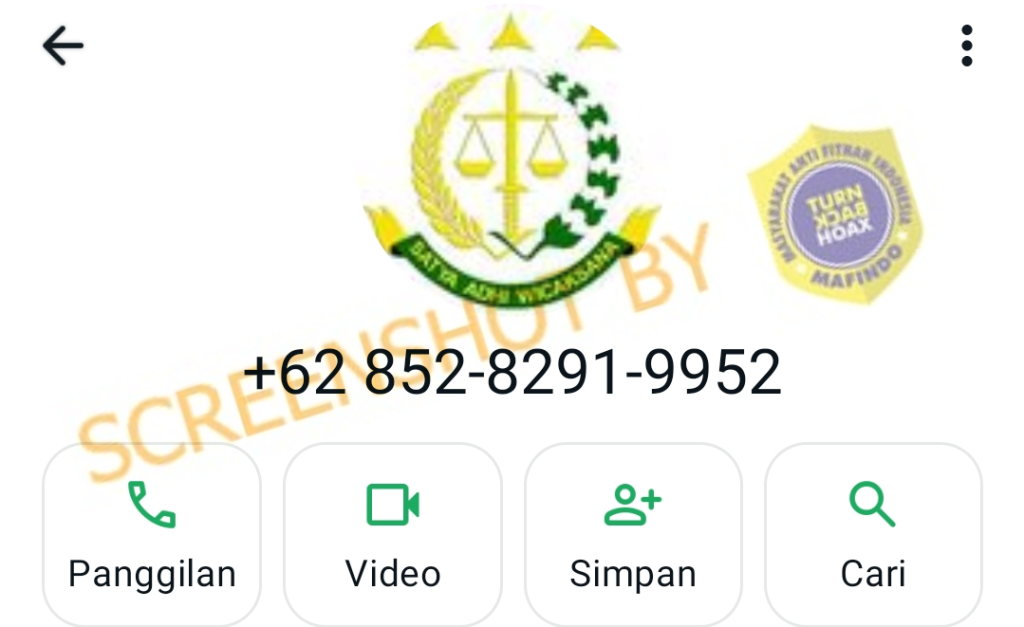 SATYA ADHI WICAKSANA
MASYARAKAT ANTI FITNAH INDONESIA
TURN
BACK
HOAX
MAFINDO
SCREENSHOT BY
+62 852-8291-9952
Panggilan
Video
Simpan
Cari